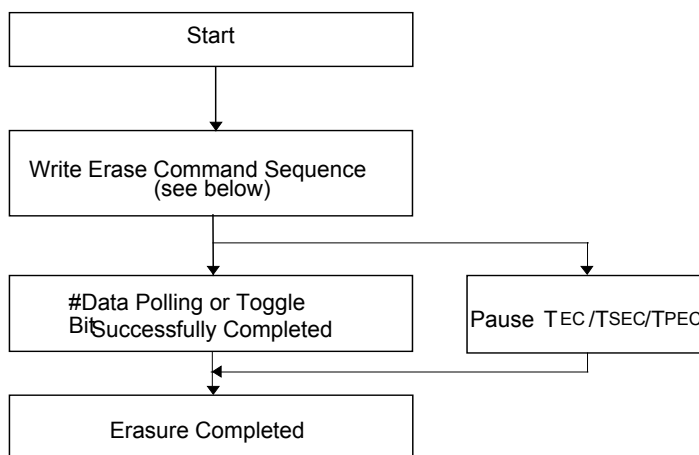 Start
Write Erase Command Sequence
(see below)
#Data Polling or Toggle
Bit
Successfully Completed
Pause TEC/TSEC/TPEC
Erasure Completed